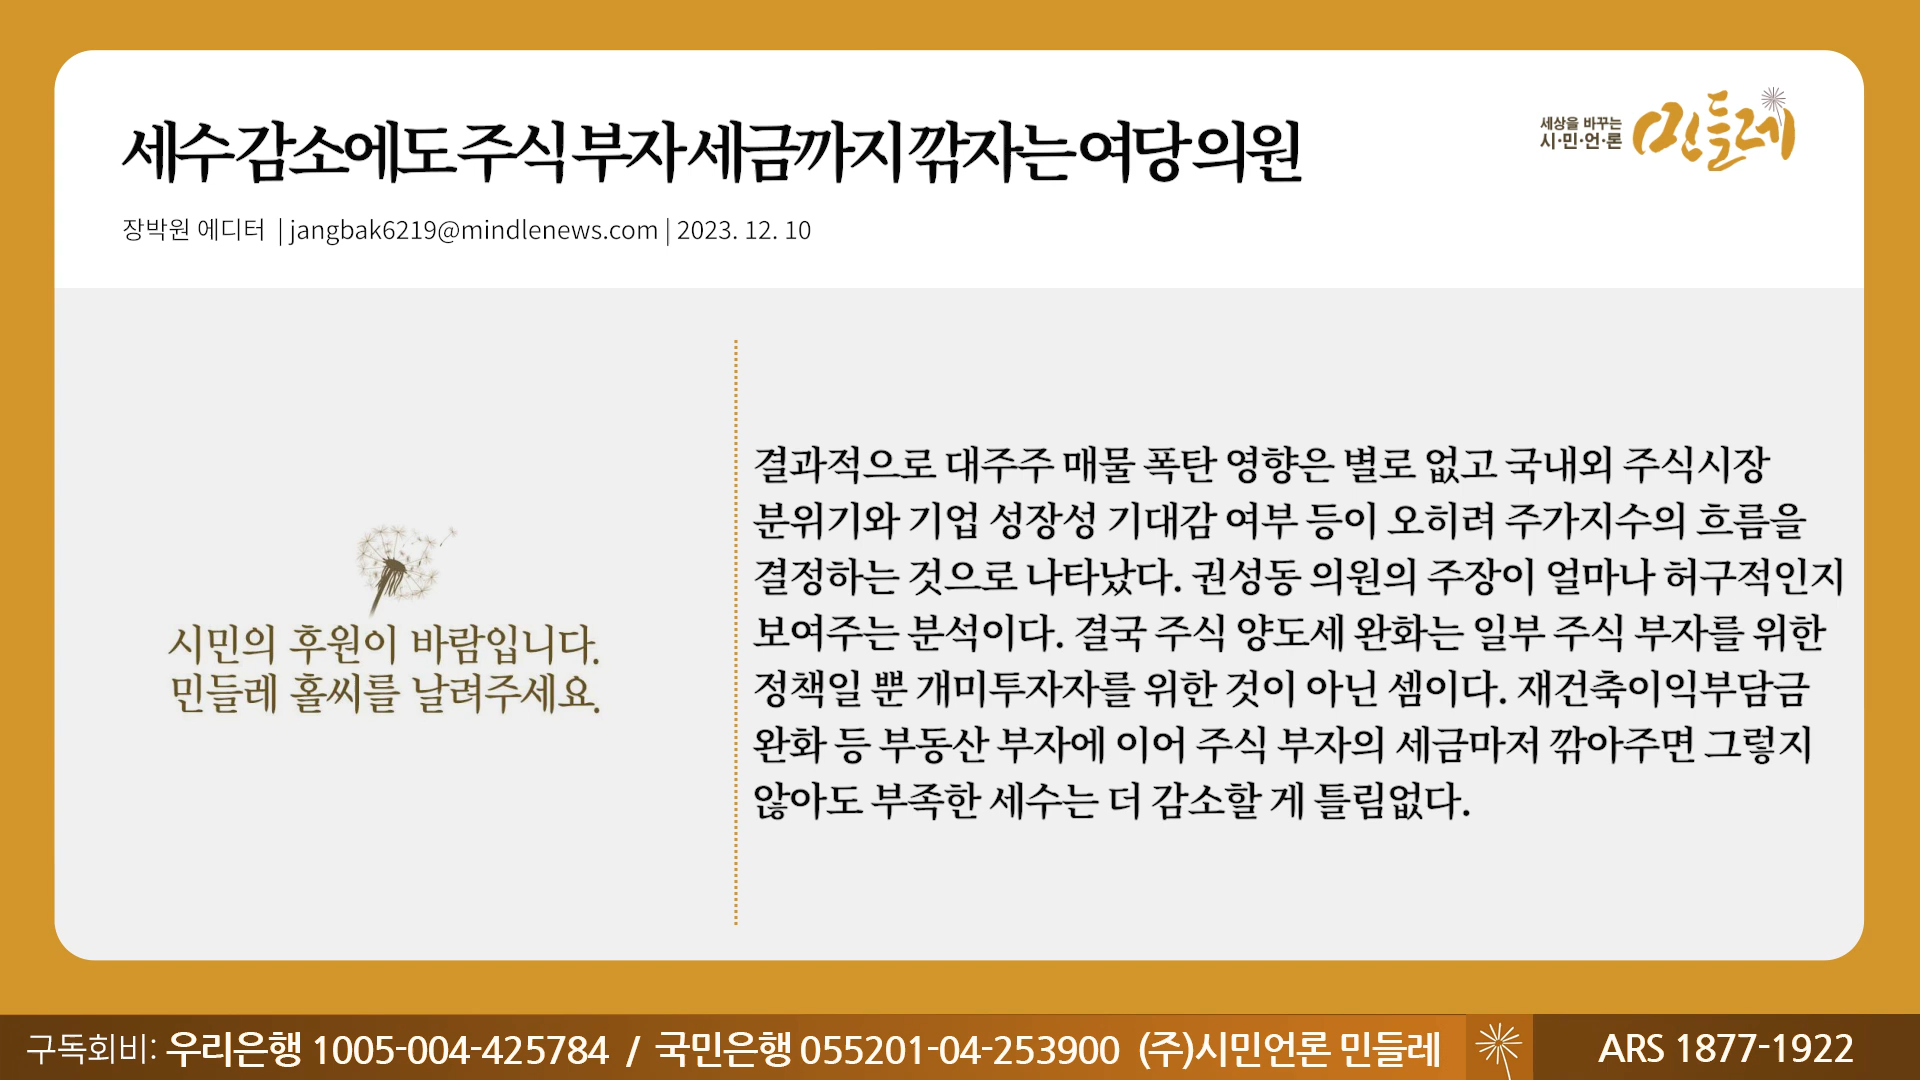 세수 감소에도 주식 부자 세금까지 깎자는 여당 의원
세상을 바꾸는
시·민·언·론
민들레
장박원 에디터 | jangbak6219@mindlenews.com | 2023. 12. 10
시민의 후원이 바람입니다.
민들레 홀씨를 날려주세요.
결과적으로 대주주 매물 폭탄 영향은 별로 없고 국내외 주식시장
분위기와 기업 성장성 기대감 여부 등이 오히려 주가지수의 흐름을
결정하는 것으로 나타났다. 권성동 의원의 주장이 얼마나 허구적인지
보여주는 분석이다. 결국 주식 양도세 완화는 일부 주식 부자를 위한
정책일 뿐 개미투자자를 위한 것이 아닌 셈이다. 재건축이익부담금
완화 등 부동산 부자에 이어 주식 부자의 세금마저 깎아주면 그렇지
않아도 부족한 세수는 더 감소할 게 틀림없다.
구독회비: 우리은행 1005-004-425784 / 국민은행 055201-04-253900 (주)시민언론 민들레
ARS 1877-1922